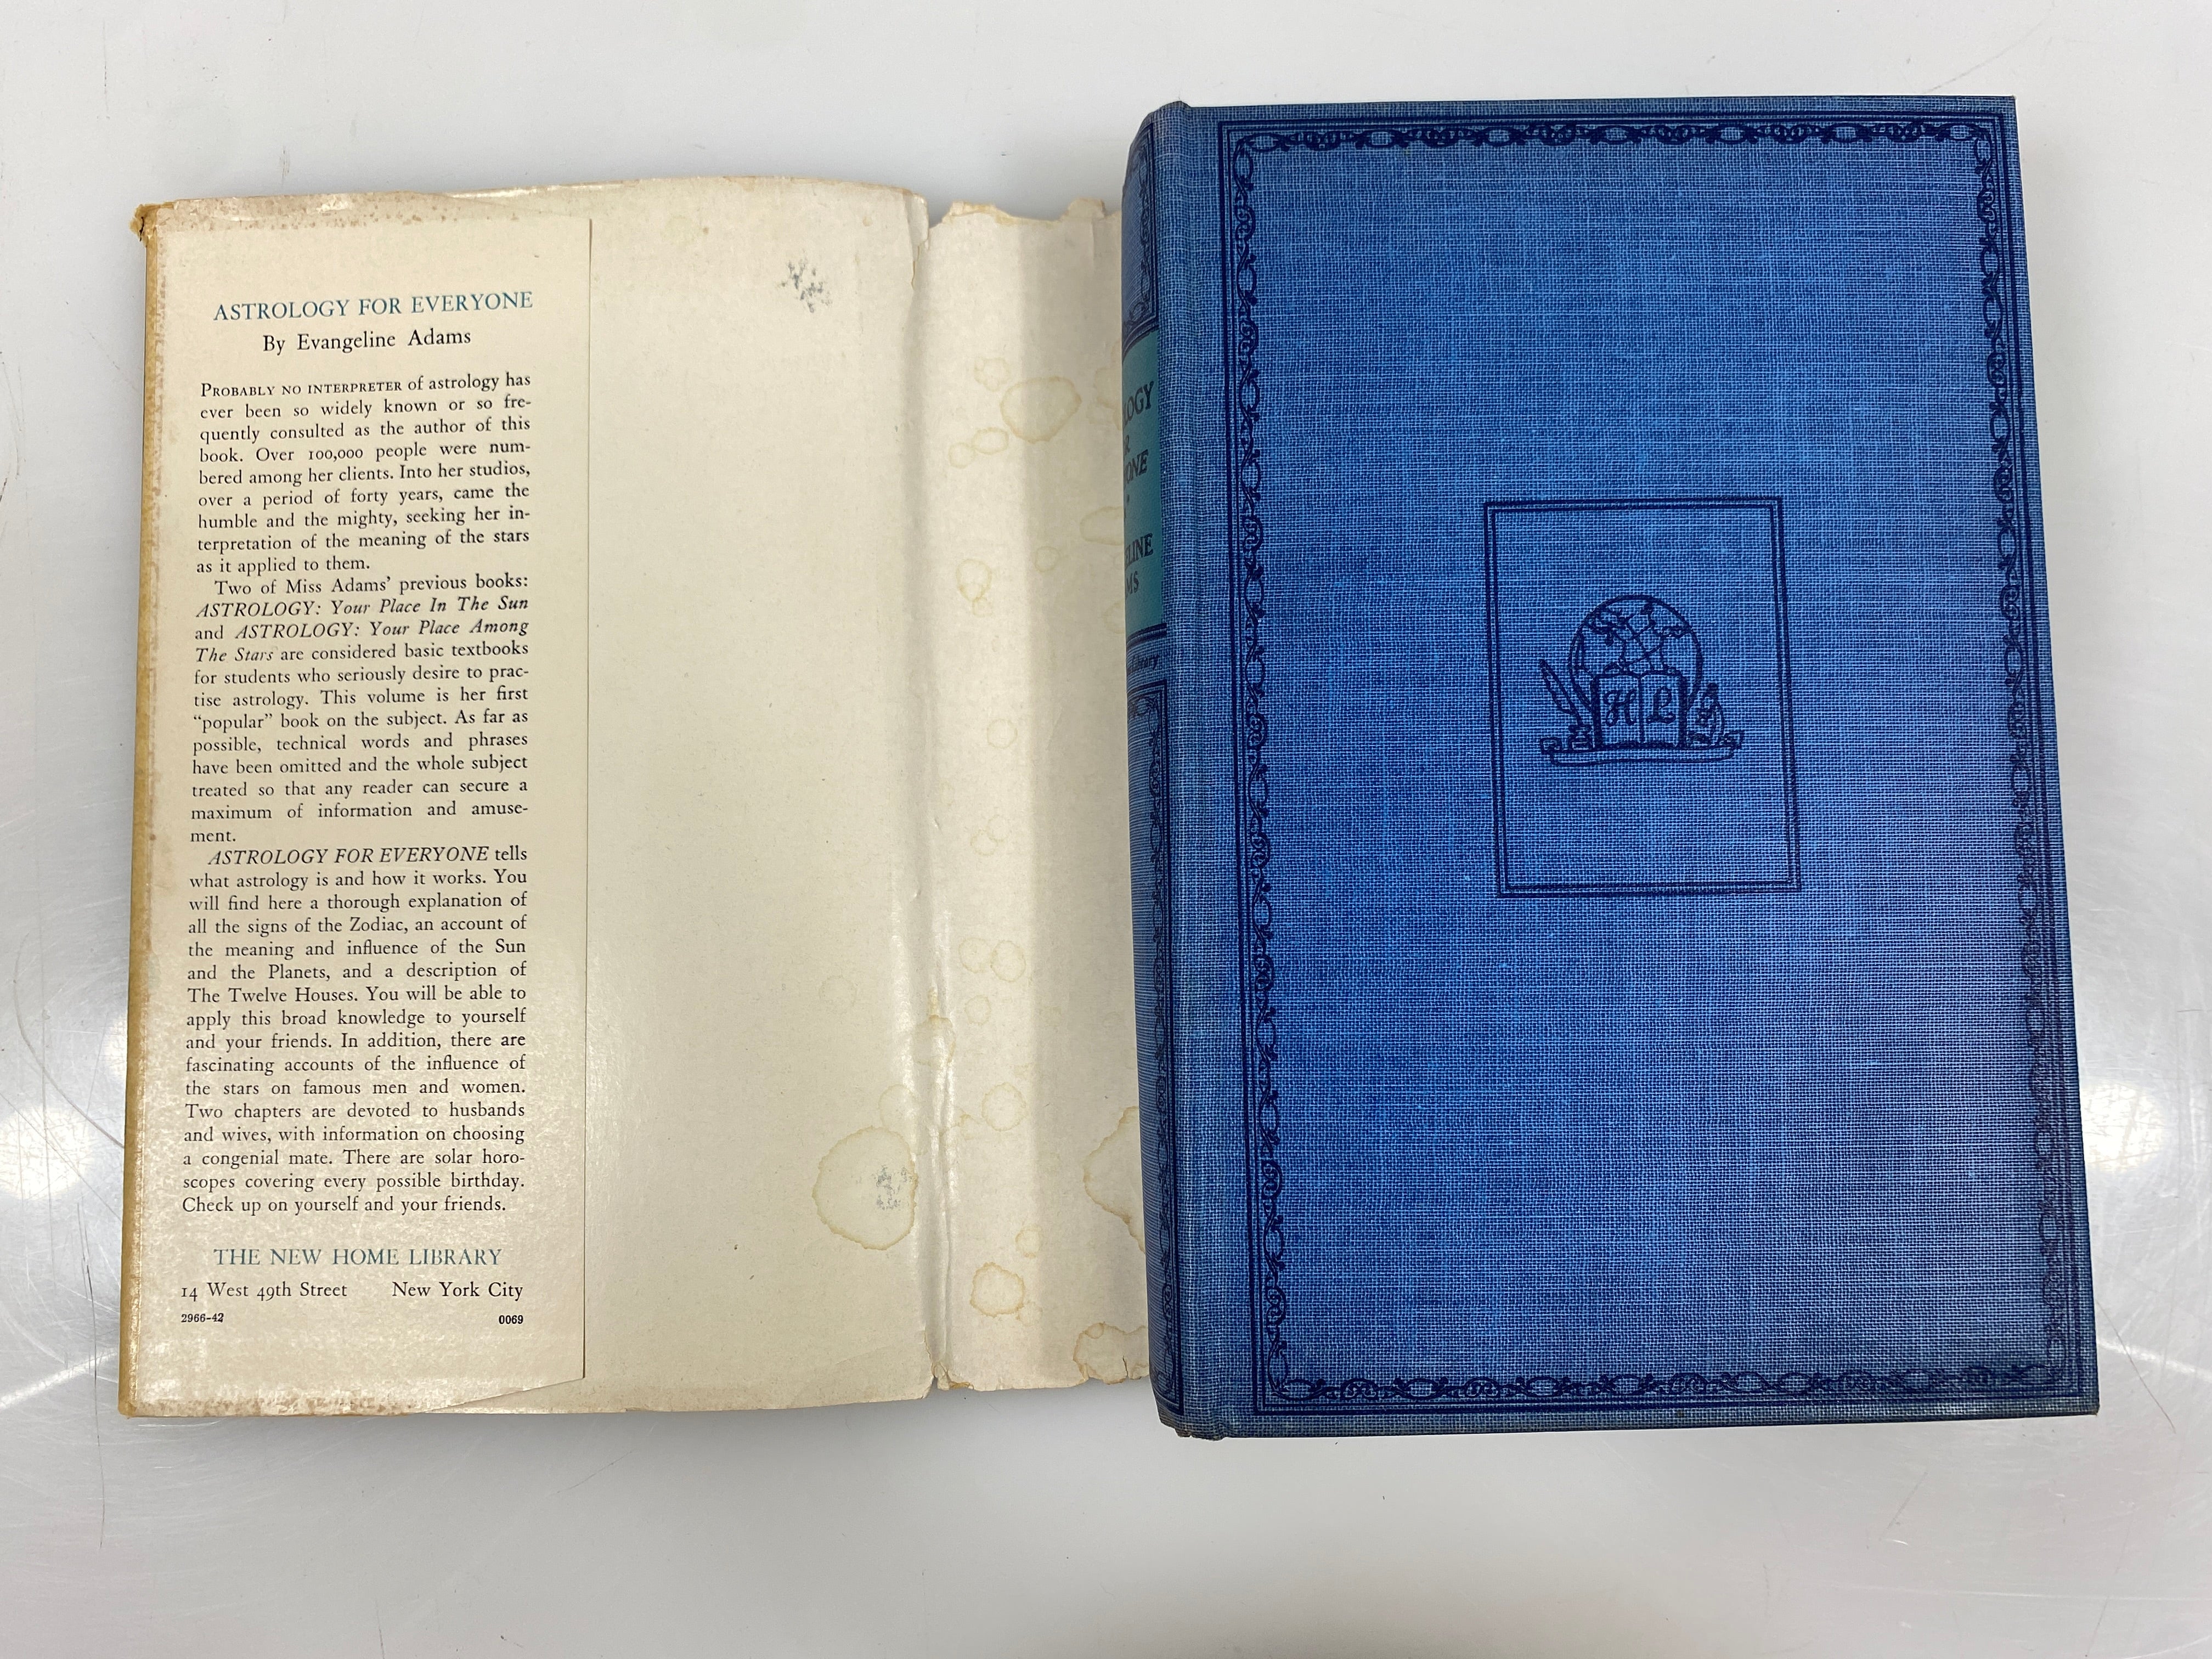 ASTROLOGY FOR EVERYONE
By Evangeline Adams
PROBABLY NO INTERPRETER of astrology has
ever been so widely known or so fre-
quently consulted as the author of this
book. Over 100,000 people were num-
bered among her clients. Into her studios,
over a period of forty years, came the
humble and the mighty, seeking her in-
terpretation of the meaning of the stars
as it applied to them.
Two of Miss Adams' previous books:
ASTROLOGY: Your Place In The Sun
and ASTROLOGY: Your Place Among
The Stars are considered basic textbooks
for students who seriously desire to prac-
tise astrology. This volume is her first
"popular" book on the subject. As far as
possible, technical words and phrases
have been omitted and the whole subject
treated so that any reader can secure a
maximum of information and amuse-
ment.
ASTROLOGY FOR EVERYONE tells
what astrology is and how it works. You
will find here a thorough explanation of
all the signs of the Zodiac, an account of
the meaning and influence of the Sun
and the Planets, and a description of
The Twelve Houses. You will be able to
apply this broad knowledge to yourself
and your friends. In addition, there are
fascinating accounts of the influence of
the stars on famous men and women.
Two chapters are devoted to husbands
and wives, with information on choosing
a congenial mate. There are solar horo-
scopes covering every possible birthday.
Check up on yourself and your friends.
THE NEW HOME LIBRARY
14 West 49th Street New York City
2966-42 0069
LOGY
R
ONE
LINE
MS
Library
H L